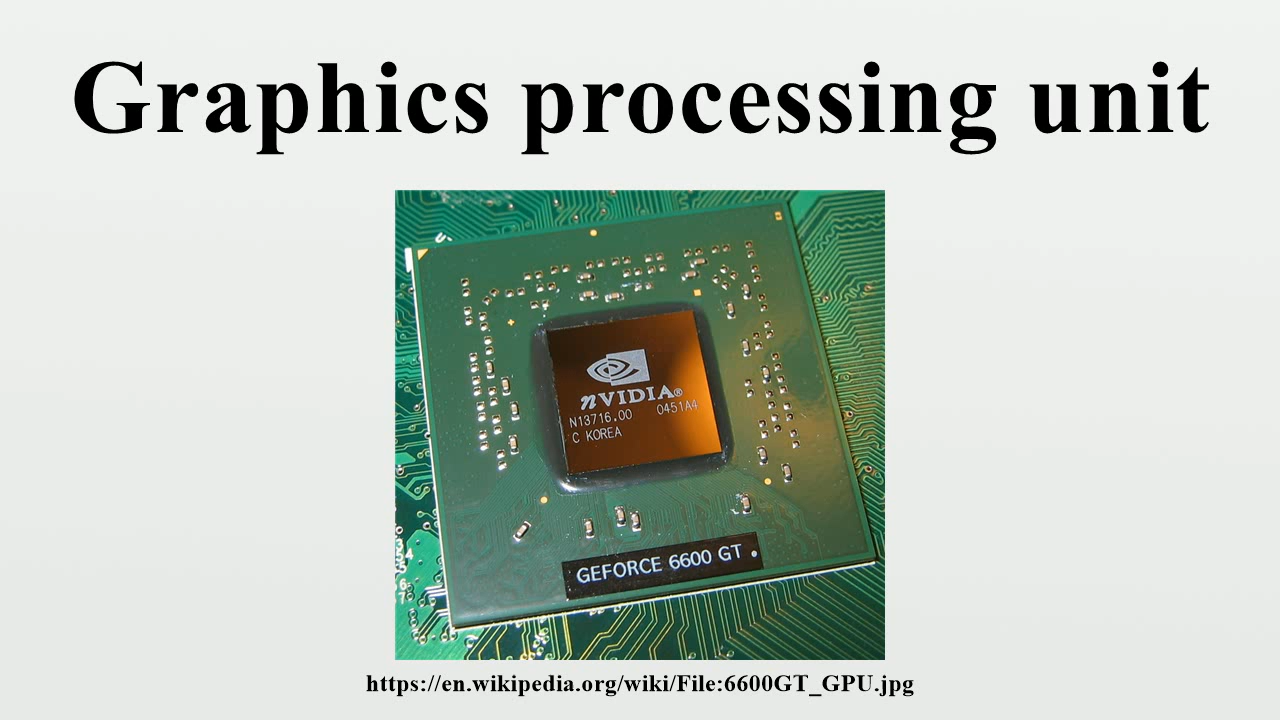 Graphics processing unit
nVIDIA®
N13716.00 0451A4
C KOREA
GEFORCE 6600 GT
https://en.wikipedia.org/wiki/File:6600GT_GPU.jpg